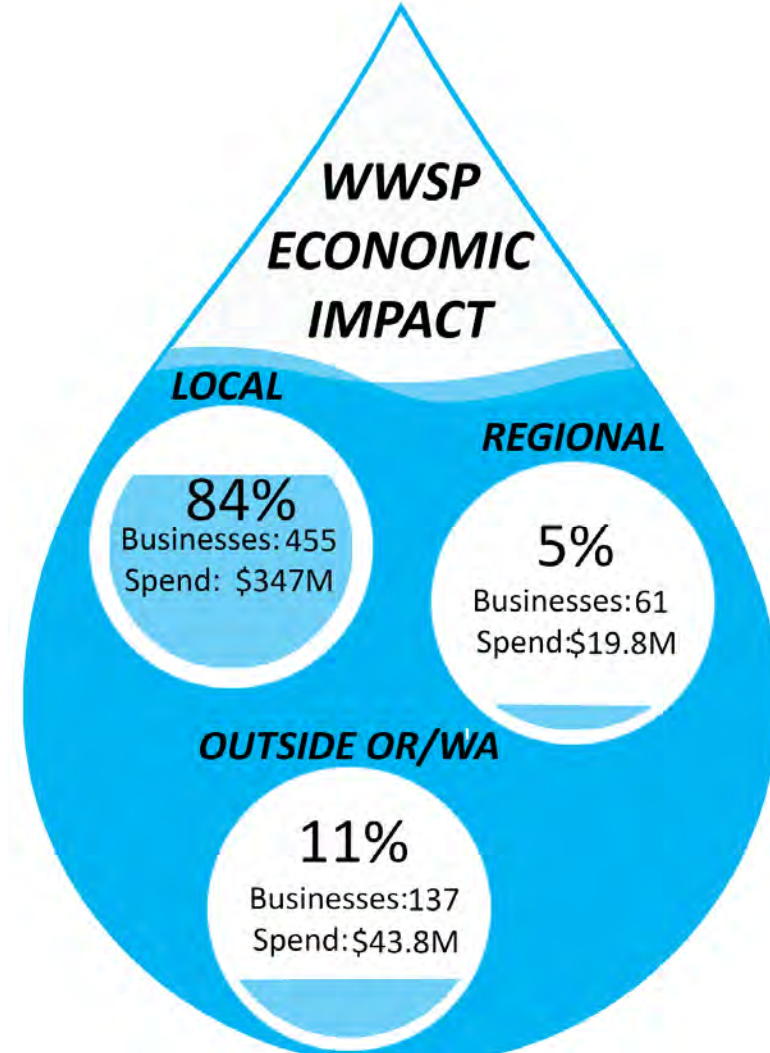 WWSP
ECONOMIC
IMPACT
LOCAL
84%
Businesses: 455
Spend: $347M
REGIONAL
5%
Businesses:61
Spend:$19.8M
OUTSIDE OR/WA
11%
Businesses:137
Spend:$43.8M